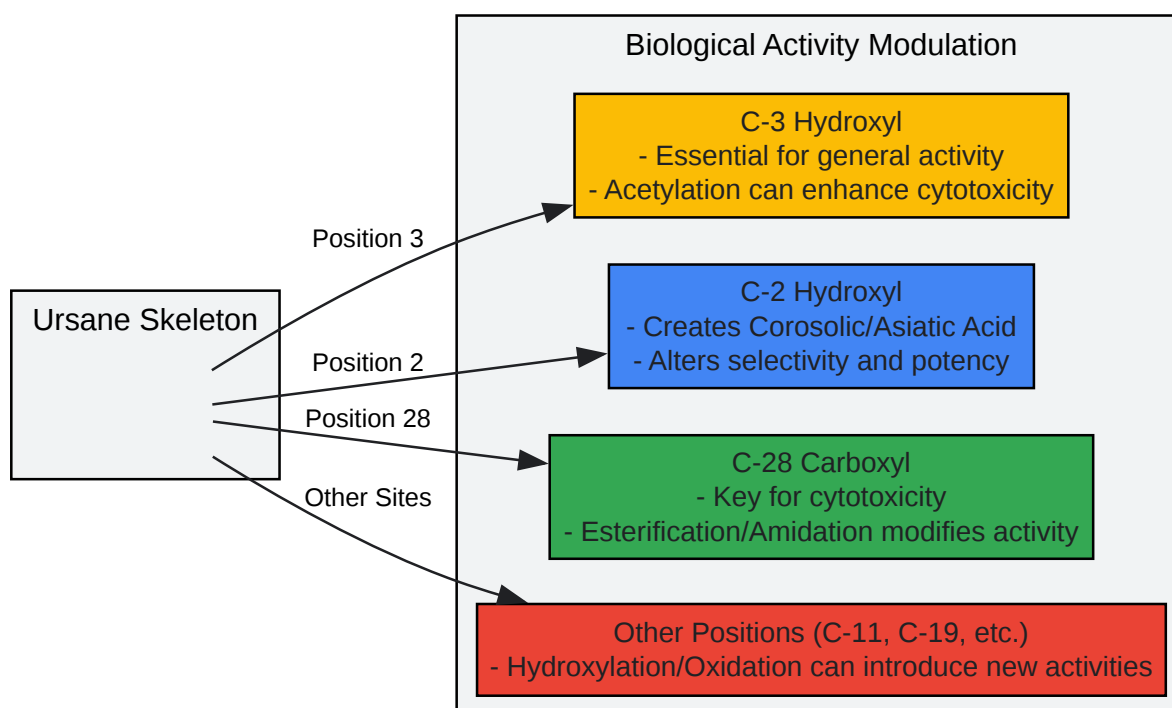 Biological Activity Modulation
C-3 Hydroxyl
- Essential for general activity
- Acetylation can enhance cytotoxicity
Position 3
Ursane Skeleton
C-2 Hydroxyl
- Creates Corosolic/Asiatic Acid
- Alters selectivity and potency
Position 2
Position 28
C-28 Carboxyl
- Key for cytotoxicity
- Esterification/Amidation modifies activity
Other Sites
Other Positions (C-11, C-19, etc.)
- Hydroxylation/Oxidation can introduce new activities